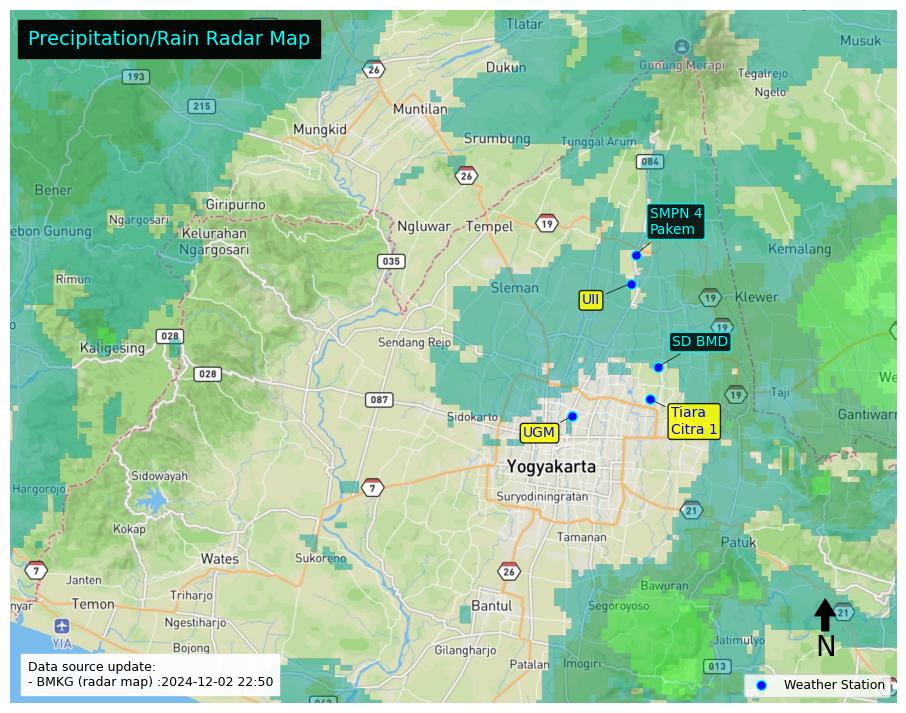 Precipitation/Rain Radar Map
Tlatar
Musuk
26
Dukun
Gunung Merapi
Tegalrejo
193
Ngelo
215
Muntilan
Mungkid
Srumbung
Tunggal Arum
084
26
Bener
Giripurno
SMPN 4
Pakem
Ngargosari
Ngluwar
Tempel
19
ebon Gunung
Kelurahan
Ngargosari
Kemalang
035
Rimun
Sleman
UII
19
Klewer
028
19
Kaligesing
Sendang Rejo
SD BMD
028
We
087
19
Taji
Sidokarto
Tiara
Citra 1
Gantiwar
UGM
Yogyakarta
Sidowayah
Hargorojo
7
Suryodiningratan
21
Kokap
Tamanan
Patuk
Wates
Sukoreno
7
26
Janten
Bawuran
Triharjo
nyar
Temon
Bantul
Segoroyoso
21
Ngestiharjo
N
YIA
Bojong
Gilangharjo
Jatimulyo
Patalan
Imogiri
013
Data source update:
- BMKG (radar map) :2024-12-02 22:50
Weather Station